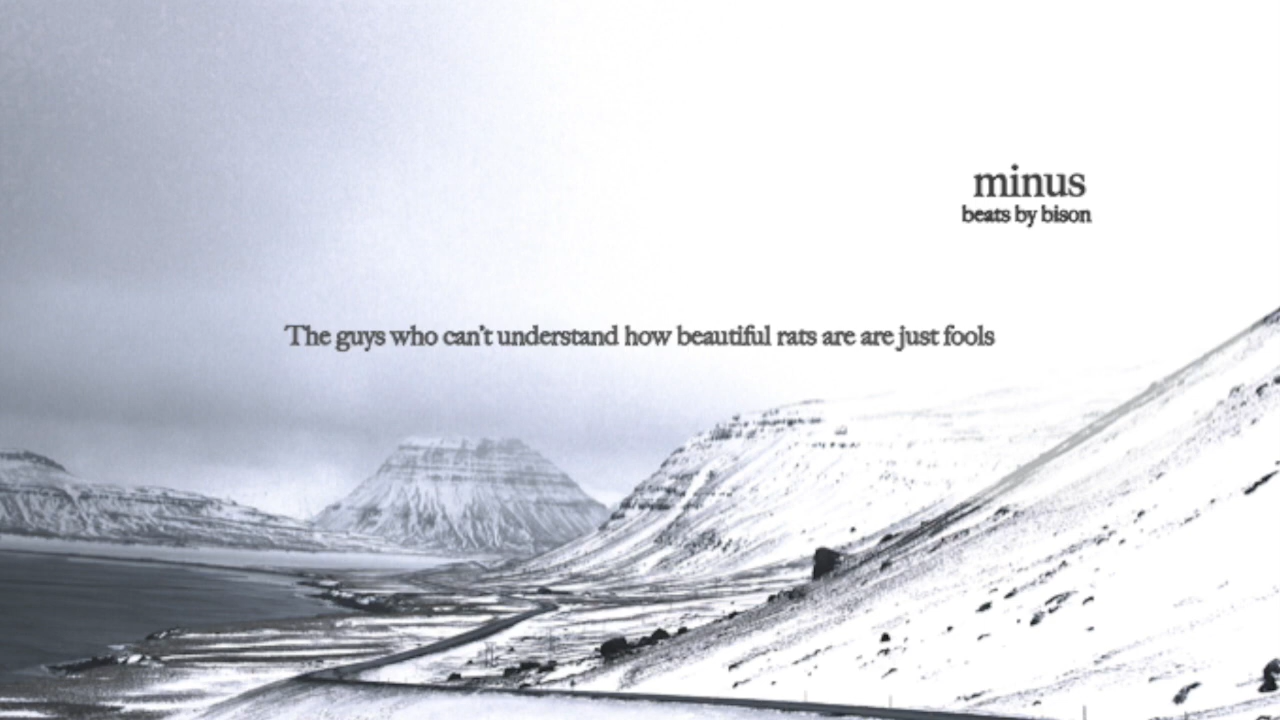 minus
beats by bison
The guys who can't understand how beautiful rats are are just fools